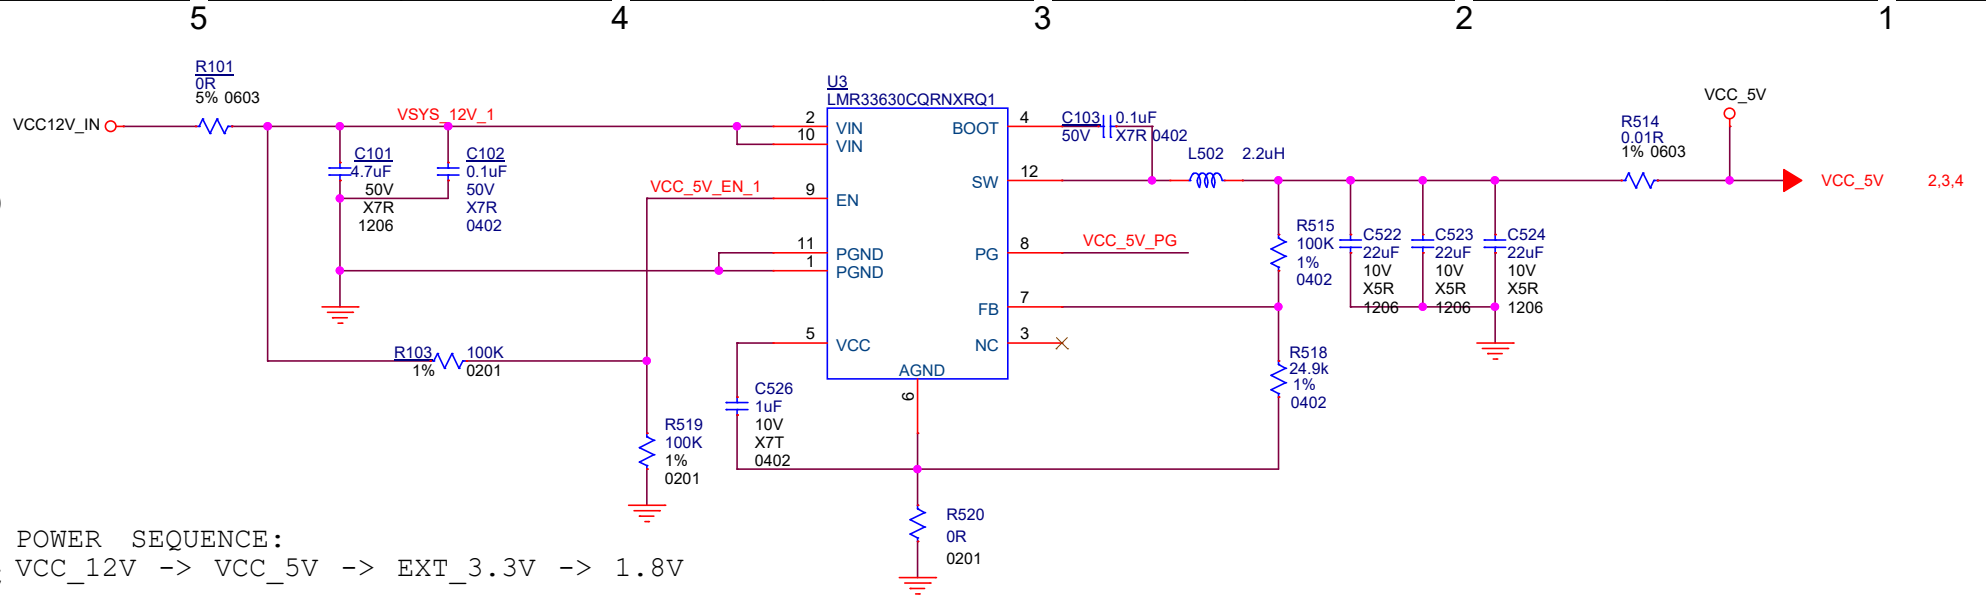 5 4 3 2 1
R101
0R
5% 0603
VCC12V_IN
VSYS_12V_1
C101
4.7uF
50V
X7R
1206
C102
0.1uF
50V
X7R
0402
VCC_5V_EN_1
R103 100K
1% 0201
R519
100K
1%
0201
U3
LMR33630CQRNXRQ1
2 VIN
10 VIN
9 EN
11 PGND
1 PGND
5 VCC
BOOT 4
SW 12
PG 8
FB 7
NC 3
AGND
6
C526
1uF
10V
X7T
0402
R520
0R
0201
C103 0.1uF
50V X7R 0402
L502 2.2uH
VCC_5V_PG
R515
100K
1%
0402
R518
24.9k
1%
0402
C522
22uF
10V
X5R
1206
C523
22uF
10V
X5R
1206
C524
22uF
10V
X5R
1206
R514
0.01R
1% 0603
VCC_5V
VCC_5V 2,3,4
POWER SEQUENCE:
VCC_12V -> VCC_5V -> EXT_3.3V -> 1.8V